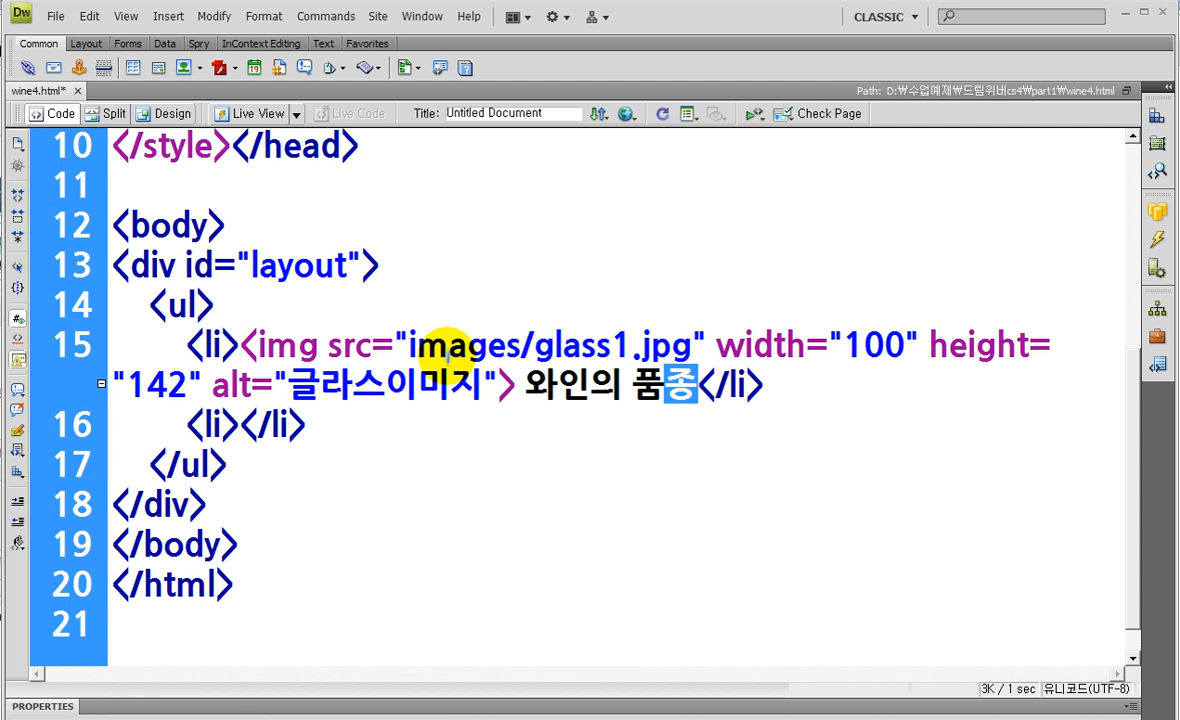 Dw File Edit View Insert Modify Format Commands Site Window Help CLASSIC
Common Layout Forms Data Spry InContext Editing Text Favorites
wine4.html* Path: D:₩수업예제₩드림위버cs4₩part1₩wine4.html
Code Split Design Live View Live Code Title: Untitled Document Check Page
10 </style></head>
11
12 <body>
13 <div id="layout">
14 <ul>
15 <li><img src="images/glass1.jpg" width="100" height=
"142" alt="글라스이미지"> 와인의 품종</li>
16 <li></li>
17 </ul>
18 </div>
19 </body>
20 </html>
21
3K / 1 sec 유니코드(UTF-8)
PROPERTIES